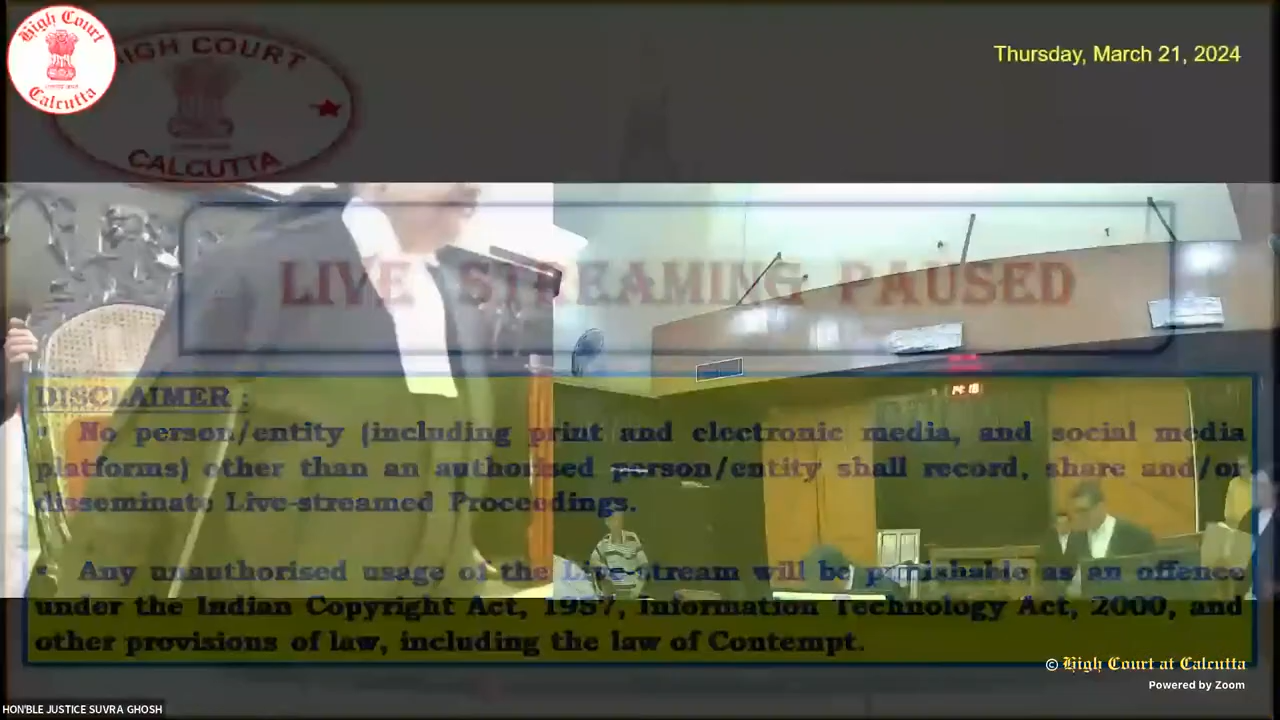 High Court
Calcutta
HIGH COURT
CALCUTTA
Thursday, March 21, 2024
LIVE STREAMING PAUSED
14:18
DISCLAIMER :
• No person/entity (including print and electronic media, and social media
platforms) other than an authorised person/entity shall record, share and/or
disseminate Live-streamed Proceedings.
• Any unauthorised usage of the Live stream will be punishable as an offence
under the Indian Copyright Act, 1957, Information Technology Act, 2000, and
other provisions of law, including the law of Contempt.
© High Court at Calcutta
Powered by Zoom
HON'BLE JUSTICE SUVRA GHOSH